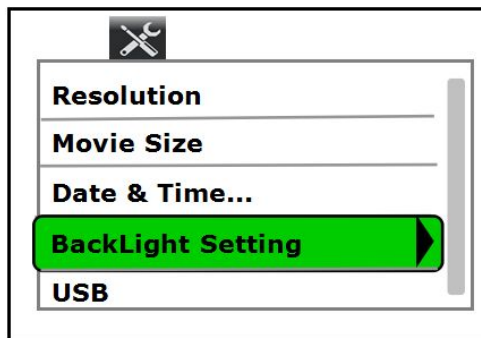 Resolution
Movie Size
Date & Time...
BackLight Setting
USB